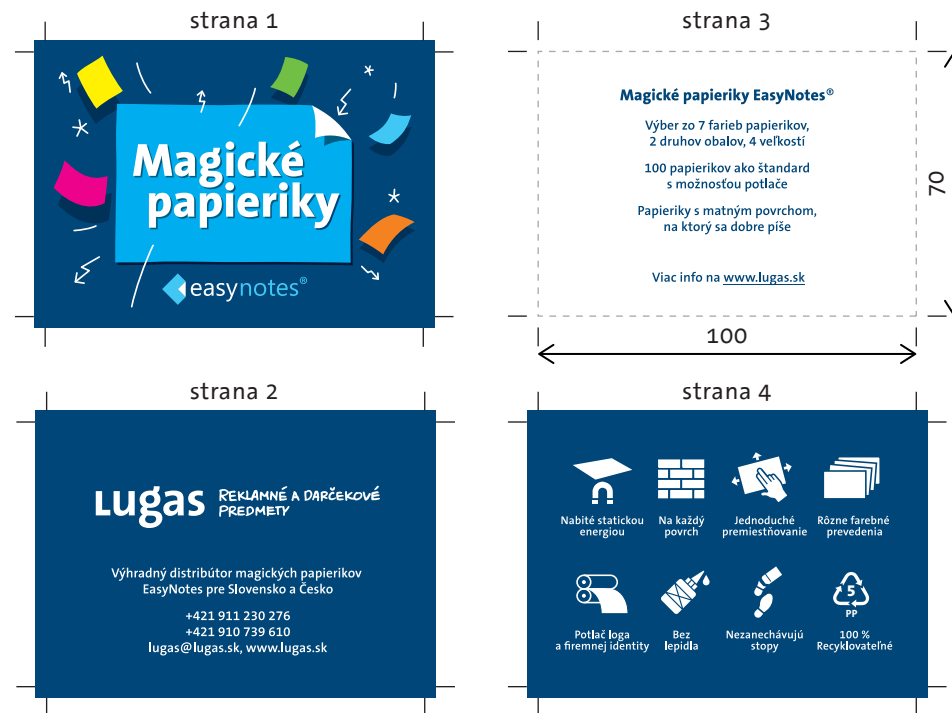 strana 1
Magické
papieriky
easynotes®
strana 3
Magické papieriky EasyNotes®
Výber zo 7 farieb papierikov,
2 druhov obalov, 4 veľkostí
100 papierikov ako štandard
s možnosťou potlače
Papieriky s matným povrchom,
na ktorý sa dobre píše
Viac info na www.lugas.sk
70
100
strana 2
Lugas REKLAMNÉ A DARČEKOVÉ
PREDMETY
Výhradný distribútor magických papierikov
EasyNotes pre Slovensko a Česko
+421 911 230 276
+421 910 739 610
lugas@lugas.sk, www.lugas.sk
strana 4
Nabité statickou
energiou
Na každý
povrch
Jednoduché
premiestňovanie
Rôzne farebné
prevedenia
Potlač loga
a firemnej identity
Bez
lepidla
Nezanechávujú
stopy
5
PP
100 %
Recyklovateľné